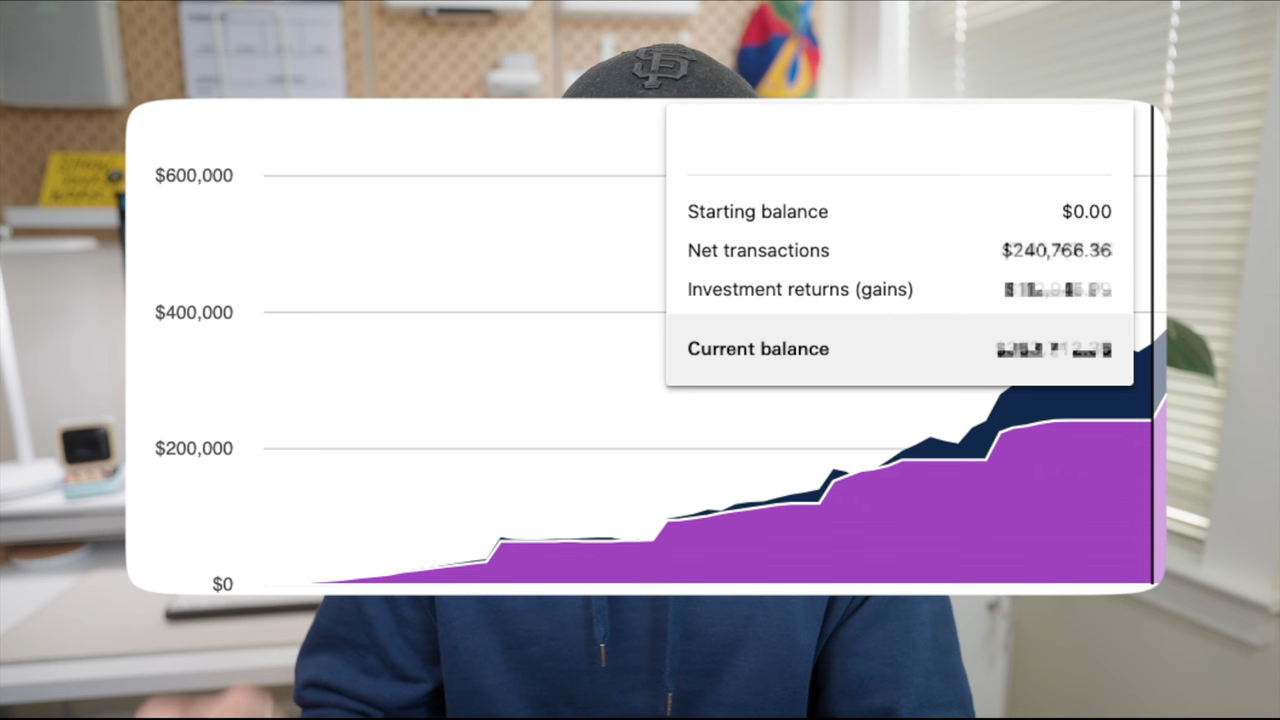 SF
$600,000
$400,000
$200,000
$0
Starting balance $0.00
Net transactions $240,766.36
Investment returns (gains)
Current balance